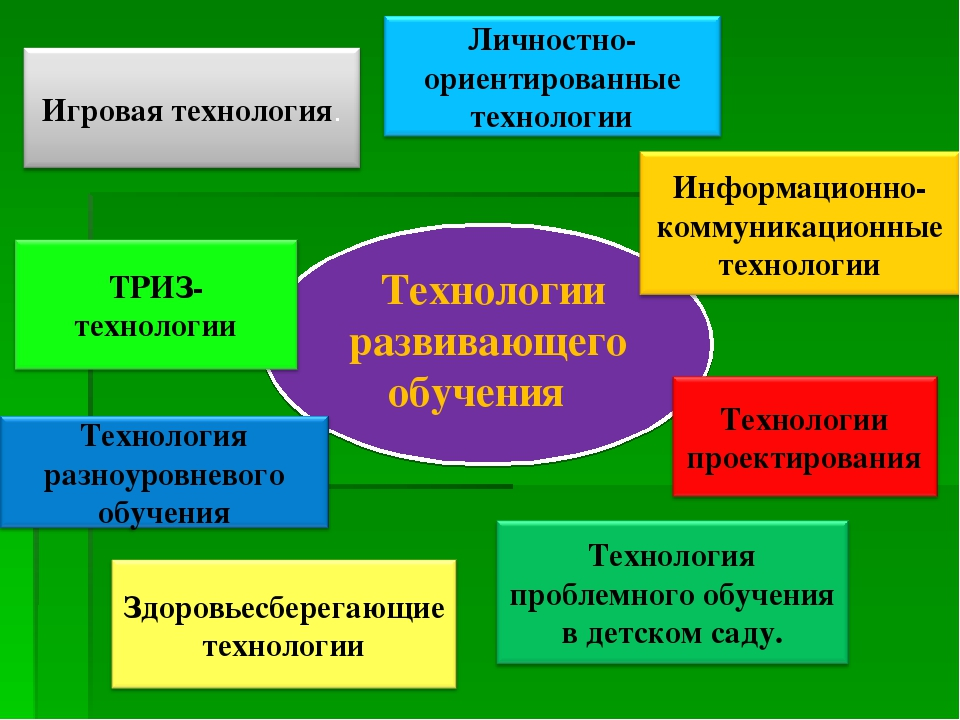 Личностно-
ориентированные
технологии
Игровая технология.
Информационно-
коммуникационные
технологии
ТРИЗ-
технологии
Технологии
развивающего
обучения
Технологии
проектирования
Технология
разноуровневого
обучения
Технология
проблемного обучения
в детском саду.
Здоровьесберегающие
технологии